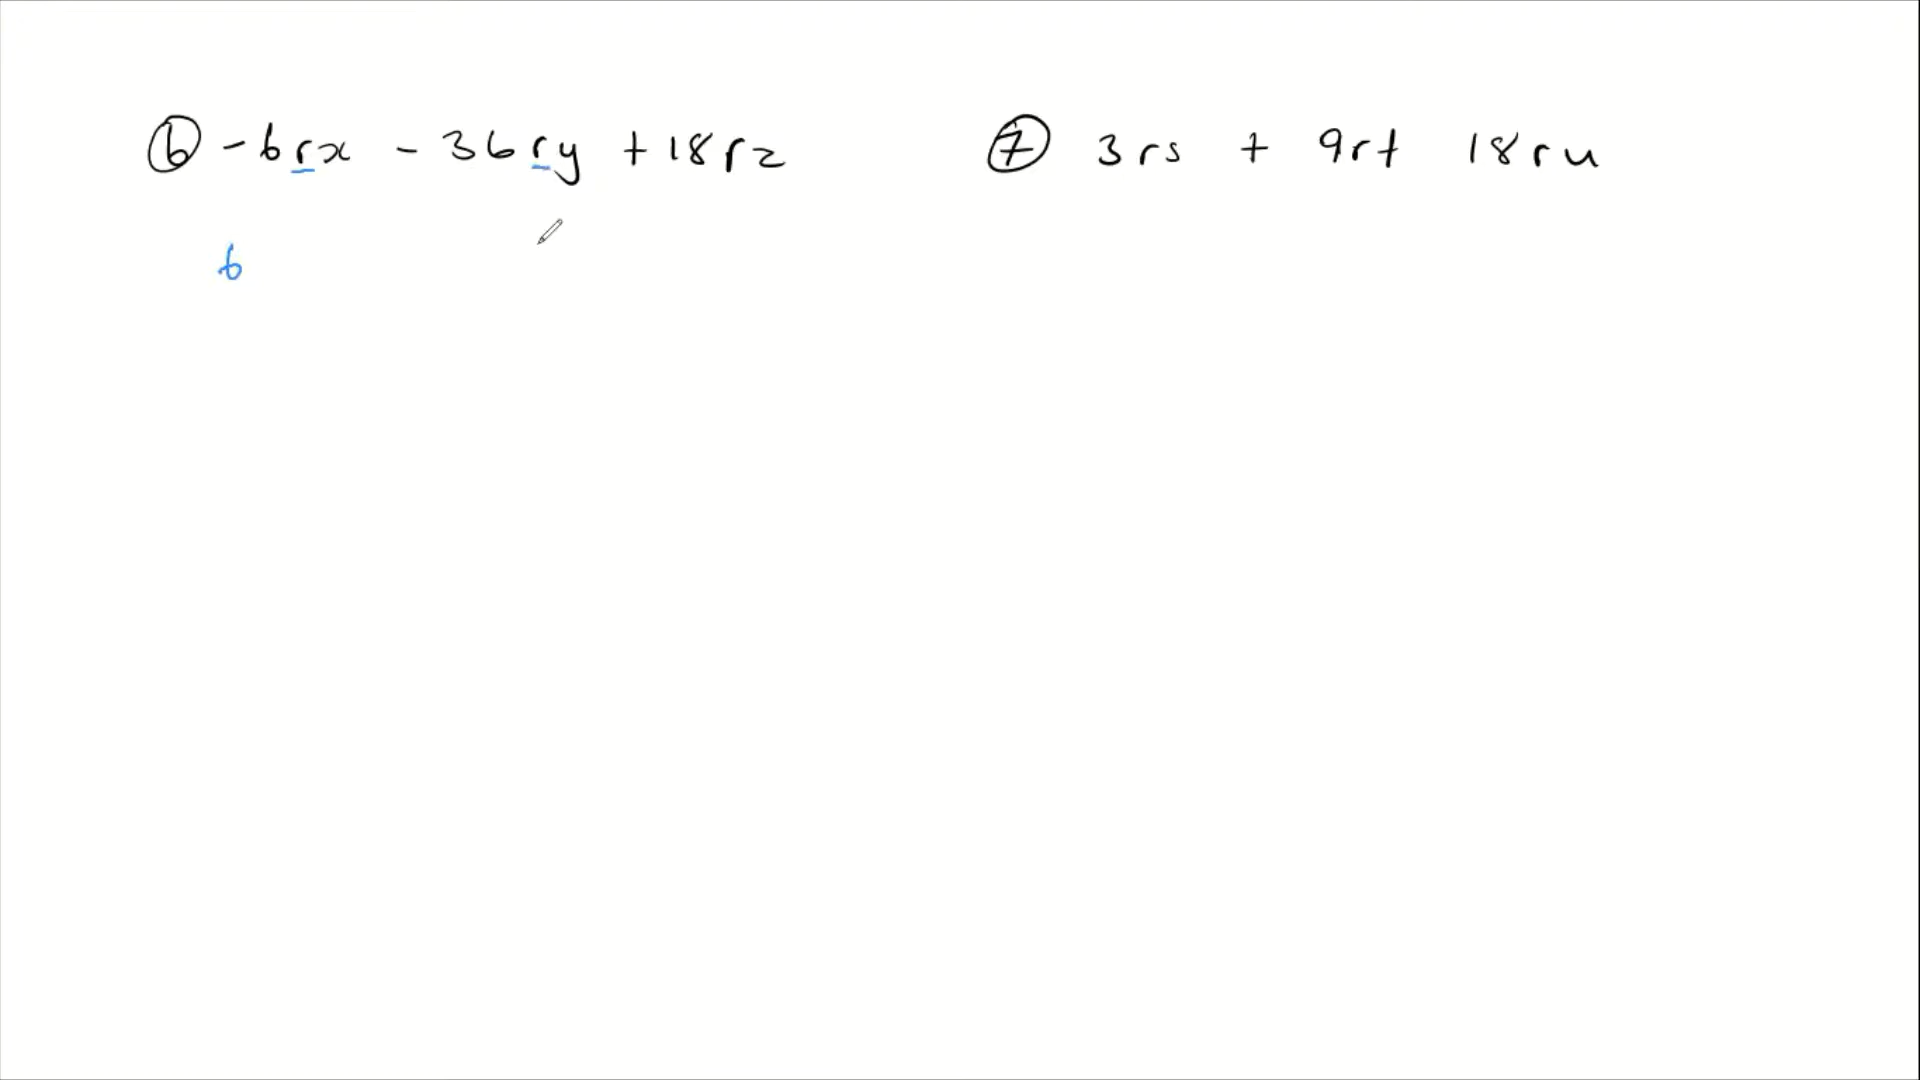 ⑥ -6rx - 36ry + 18rz
⑦ 3rs + 9rt 18ru
6